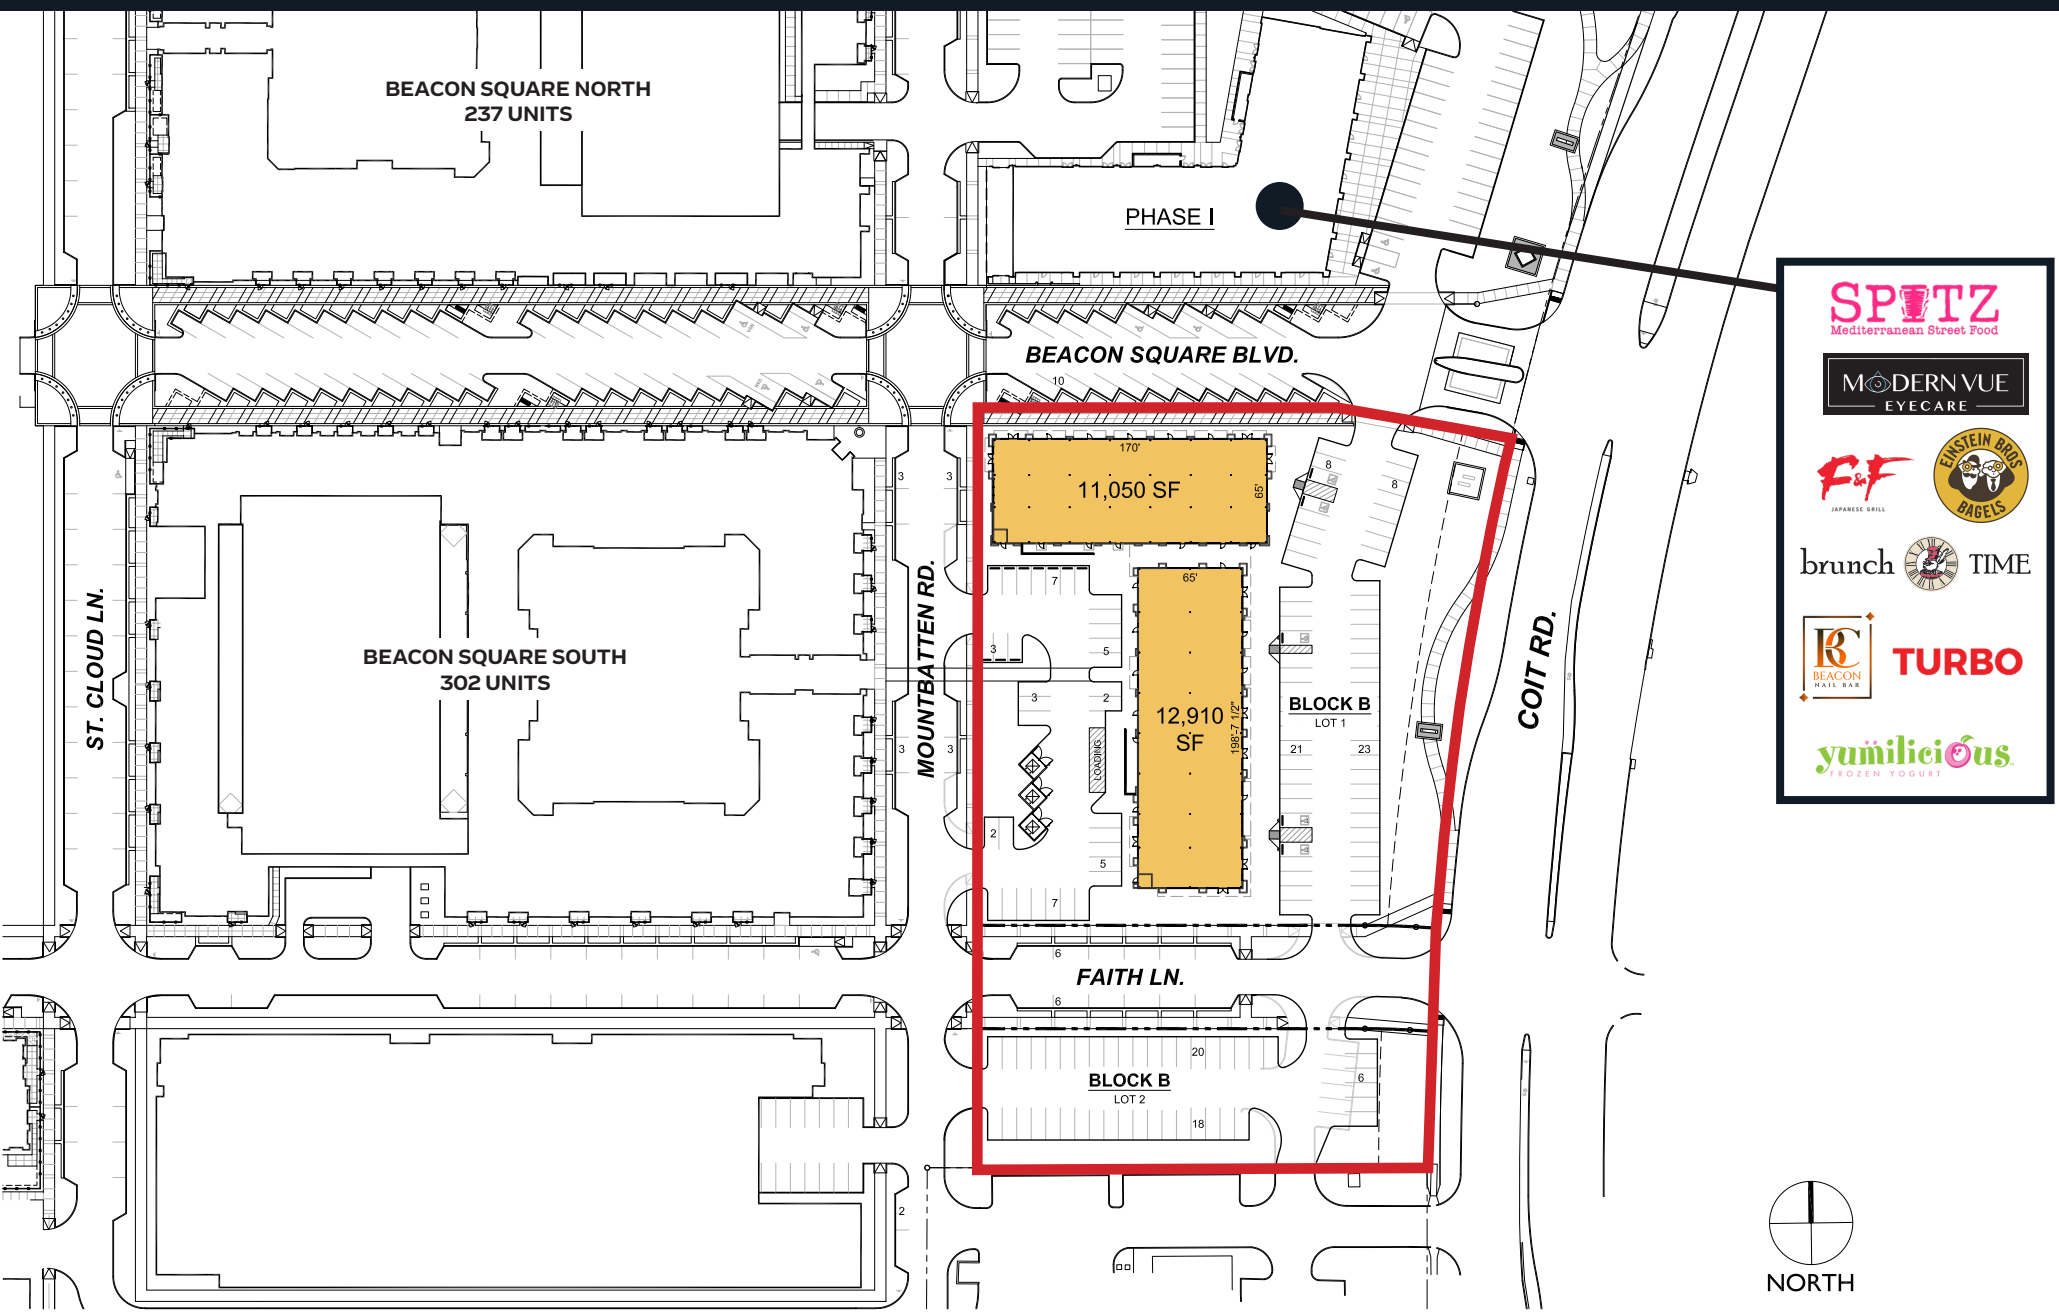 BEACON SQUARE NORTH
237 UNITS
PHASE I
BEACON SQUARE BLVD.
10
SPITZ
Mediterranean Street Food
MODERN VUE
EYECARE
F&F
JAPANESE GRILL
EINSTEIN BROS
BAGELS
brunch TIME
BC
BEACON
NAIL BAR
TURBO
yumilicious
FROZEN YOGURT
170'
11,050 SF
65'
8
8
3
3
7
65'
3
5
3
2
12,910
SF
198'-7 1/2"
LOADING
BLOCK B
LOT 1
21
23
3
3
2
5
7
ST. CLOUD LN.
BEACON SQUARE SOUTH
302 UNITS
MOUNTBATTEN RD.
COIT RD.
6
FAITH LN.
6
20
BLOCK B
LOT 2
6
18
2
NORTH